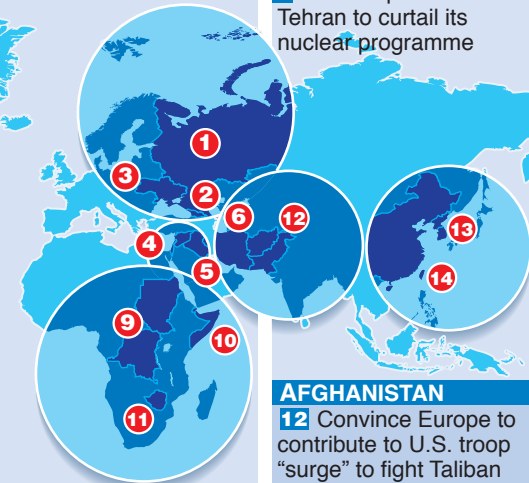 Tehran to curtail its
nuclear programme
1
3
2
6
12
4
13
5
14
9
10
11
AFGHANISTAN
12 Convince Europe to
contribute to U.S. troop
“surge” to fight Taliban